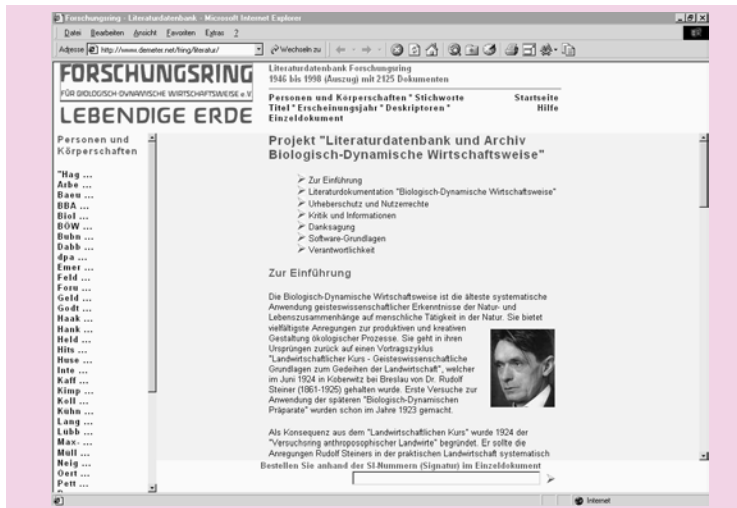 Forschungsring - Literaturdatenbank - Microsoft Internet Explorer
Datei Bearbeiten Ansicht Favoriten Extras ?
Adresse http://www.demeter.net/fring/literatur/ Wechseln zu
FORSCHUNGSRING
FÜR BIOLOGISCH-DYNAMISCHE WIRTSCHAFTSWEISE e.V.
LEBENDIGE ERDE
Literaturdatenbank Forschungsring
1946 bis 1998 (Auszug) mit 2125 Dokumenten
Personen und Körperschaften * Stichworte Startseite
Titel * Erscheinungsjahr * Deskriptoren * Hilfe
Einzeldokument
Personen und
Körperschaften
"Hag ...
Arbe ...
Baeu ...
BBA ...
Biol ...
BÖW ...
Bubn ...
Dabb ...
dpa ...
Emer ...
Feld ...
Foru ...
Geld ...
Godt ...
Haak ...
Hank ...
Held ...
Hits ...
Huse ...
Inte ...
Kaff ...
Kimp ...
Koll ...
Kühn ...
Lang ...
Lubb ...
Max- ...
Mull ...
Neig ...
Oest ...
Pett ...
Projekt "Literaturdatenbank und Archiv
Biologisch-Dynamische Wirtschaftsweise"
Zur Einführung
Literaturdokumentation "Biologisch-Dynamische Wirtschaftsweise"
Urheberschutz und Nutzerrechte
Kritik und Informationen
Danksagung
Software-Grundlagen
Verantwortlichkeit
Zur Einführung
Die Biologisch-Dynamische Wirtschaftsweise ist die älteste systematische
Anwendung geisteswissenschaftlicher Erkenntnisse der Natur- und
Lebenszusammenhänge auf menschliche Tätigkeit in der Natur. Sie bietet
vielfältigste Anregungen zur produktiven und kreativen
Gestaltung ökologischer Prozesse. Sie geht in ihren
Ursprüngen zurück auf einen Vortragszyklus
"Landwirtschaftlicher Kurs - Geisteswissenschaftliche
Grundlagen zum Gedeihen der Landwirtschaft", welcher
im Juni 1924 in Koberwitz bei Breslau von Dr. Rudolf
Steiner (1861-1925) gehalten wurde. Erste Versuche zur
Anwendung der späteren "Biologisch-Dynamischen
Präparate" wurden schon im Jahre 1923 gemacht.
Als Konsequenz aus dem "Landwirtschaftlichen Kurs" wurde 1924 der
"Versuchsring anthroposophischer Landwirte" begründet. Er sollte die
Anregungen Rudolf Steiners in der praktischen Landwirtschaft systematisch
Bestellen Sie anhand der SI-Nummern (Signatur) im Einzeldokument
Internet